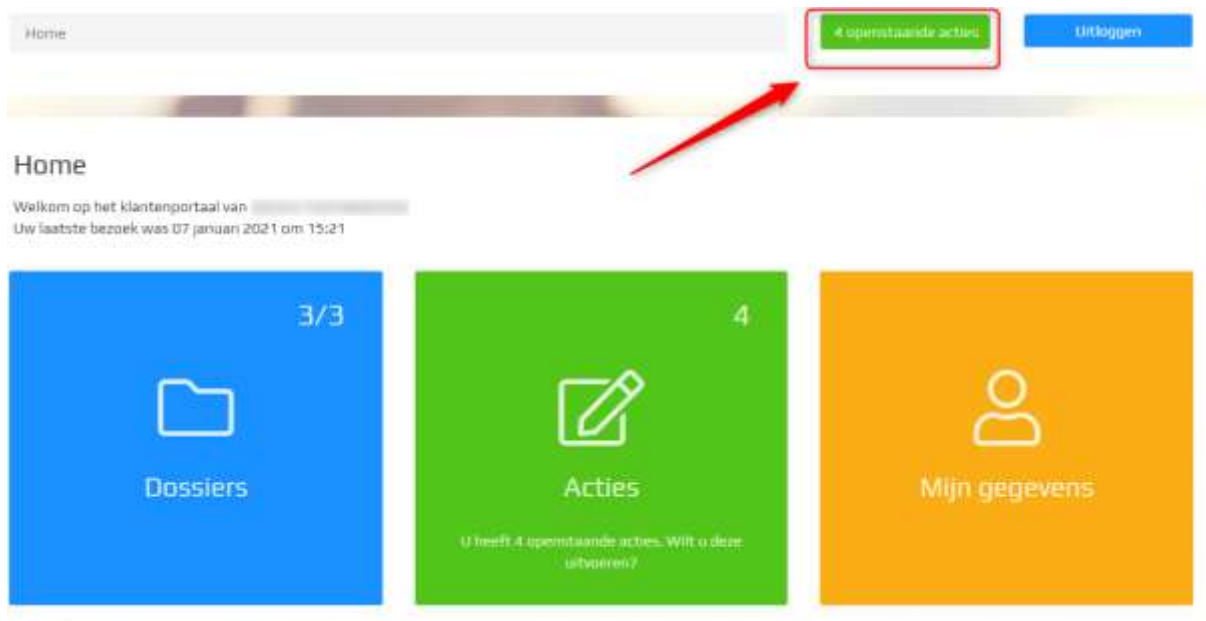 Home
4 openstaande acties
Uitloggen
Home
Welkom op het klantenportaal van
Uw laatste bezoek was 07 januari 2021 om 15:21
3/3
Dossiers
4
Acties
U heeft 4 openstaande acties. Wilt u deze
uitvoeren?
Mijn gegevens